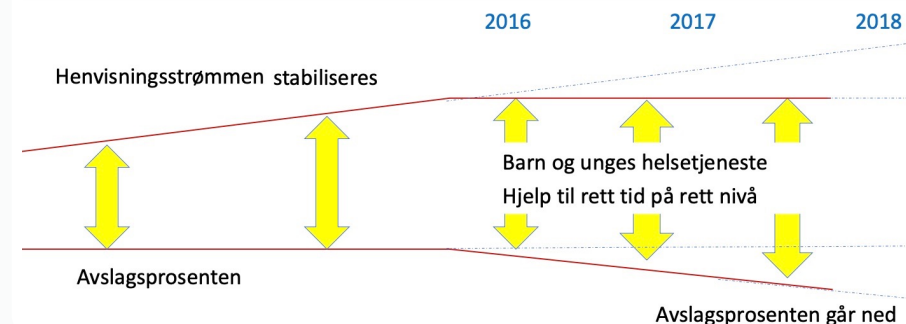 2016 2017 2018
Henvisningsstrømmen stabiliseres
Barn og unges helsetjeneste
Hjelp til rett tid på rett nivå
Avslagsprosenten
Avslagsprosenten går ned